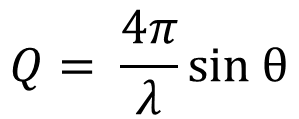 Q = 4π/λ sin θ